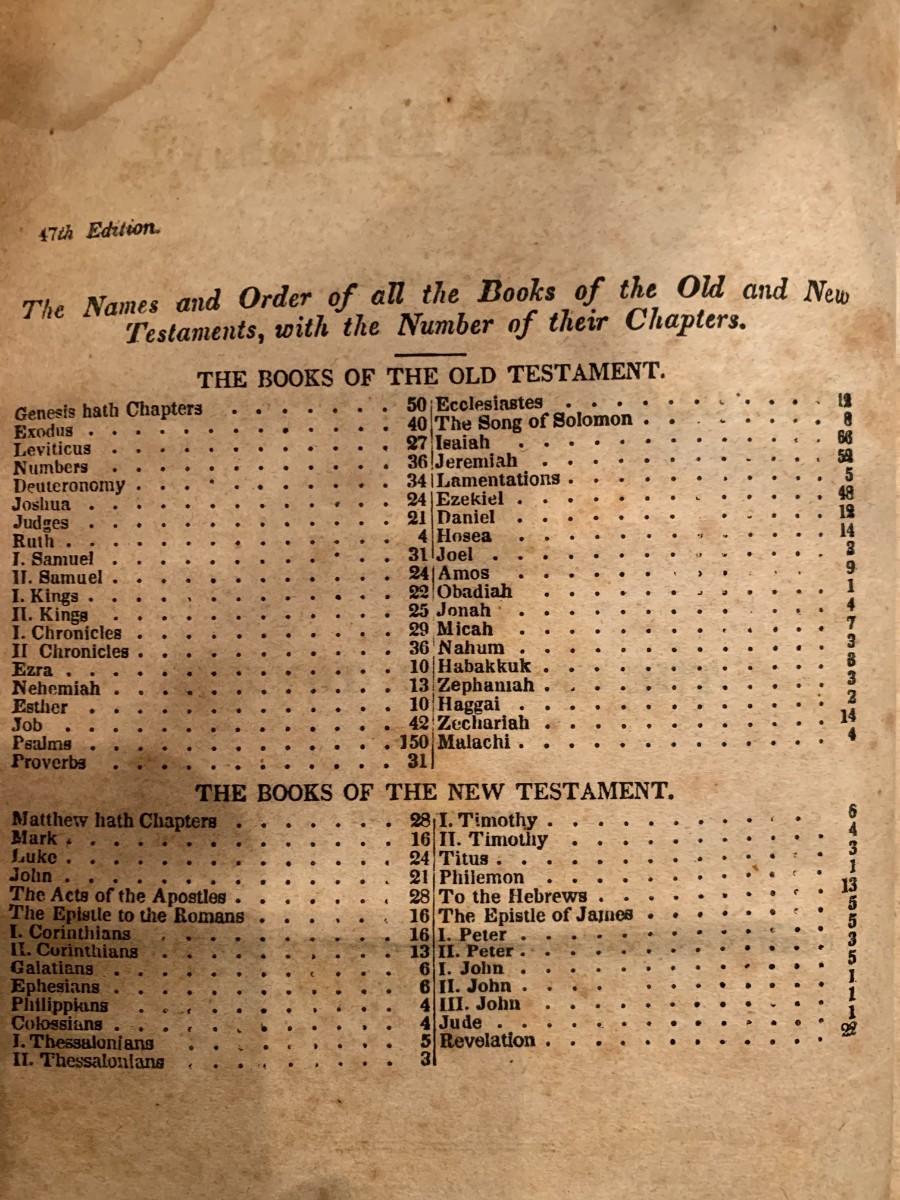 47th Edition.
The Names and Order of all the Books of the Old and New
Testaments, with the Number of their Chapters.
THE BOOKS OF THE OLD TESTAMENT.
Genesis hath Chapters . . . . . . . 50
Exodus . . . . . . . . . . . . . 40
Leviticus . . . . . . . . . . . . 27
Numbers . . . . . . . . . . . . 36
Deuteronomy . . . . . . . . . . . 34
Joshua . . . . . . . . . . . . . 24
Judges . . . . . . . . . . . . . 21
Ruth . . . . . . . . . . . . . . 4
I. Samuel . . . . . . . . . . . . 31
II. Samuel . . . . . . . . . . . . 24
I. Kings . . . . . . . . . . . . . 22
II. Kings . . . . . . . . . . . . 25
I. Chronicles . . . . . . . . . . . 29
II Chronicles . . . . . . . . . . . 36
Ezra . . . . . . . . . . . . . . 10
Nehemiah . . . . . . . . . . . . 13
Esther . . . . . . . . . . . . . 10
Job . . . . . . . . . . . . . . 42
Psalms . . . . . . . . . . . . . 150
Proverbs . . . . . . . . . . . . 31
Ecclesiastes . . . . . . . . . . 12
The Song of Solomon . . . . . . . 8
Isaiah . . . . . . . . . . . . 66
Jeremiah . . . . . . . . . . . 52
Lamentations . . . . . . . . . . 5
Ezekiel . . . . . . . . . . . . 48
Daniel . . . . . . . . . . . . 12
Hosea . . . . . . . . . . . . 14
Joel . . . . . . . . . . . . . 3
Amos . . . . . . . . . . . . 9
Obadiah . . . . . . . . . . . 1
Jonah . . . . . . . . . . . . 4
Micah . . . . . . . . . . . . 7
Nahum . . . . . . . . . . . . 3
Habakkuk . . . . . . . . . . . 3
Zephaniah . . . . . . . . . . . 3
Haggai . . . . . . . . . . . . 2
Zechariah . . . . . . . . . . . 14
Malachi . . . . . . . . . . . . 4
THE BOOKS OF THE NEW TESTAMENT.
Matthew hath Chapters . . . . . . . 28
Mark . . . . . . . . . . . . . . 16
Luke . . . . . . . . . . . . . . 24
John . . . . . . . . . . . . . . 21
The Acts of the Apostles . . . . . . . 28
The Epistle to the Romans . . . . . . 16
I. Corinthians . . . . . . . . . . 16
II. Corinthians . . . . . . . . . . 13
Galatians . . . . . . . . . . . . 6
Ephesians . . . . . . . . . . . . 6
Philippians . . . . . . . . . . . 4
Colossians . . . . . . . . . . . . 4
I. Thessalonians . . . . . . . . . 5
II. Thessalonians . . . . . . . . . 3
I. Timothy . . . . . . . . . . . 6
II. Timothy . . . . . . . . . . . 4
Titus . . . . . . . . . . . . . 3
Philemon . . . . . . . . . . . 1
To the Hebrews . . . . . . . . . 13
The Epistle of James . . . . . . . 5
I. Peter . . . . . . . . . . . . 5
II. Peter . . . . . . . . . . . . 3
I. John . . . . . . . . . . . . 5
II. John . . . . . . . . . . . . 1
III. John . . . . . . . . . . . 1
Jude . . . . . . . . . . . . . 1
Revelation . . . . . . . . . . . 22